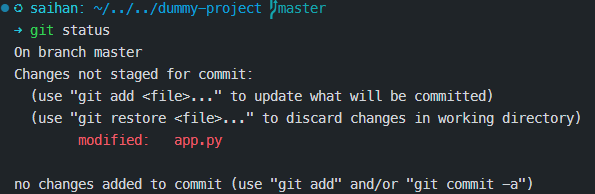 saihan: ~/../../dummy-project master
→ git status
On branch master
Changes not staged for commit:
  (use "git add <file>..." to update what will be committed)
  (use "git restore <file>..." to discard changes in working directory)
        modified:   app.py

no changes added to commit (use "git add" and/or "git commit -a")